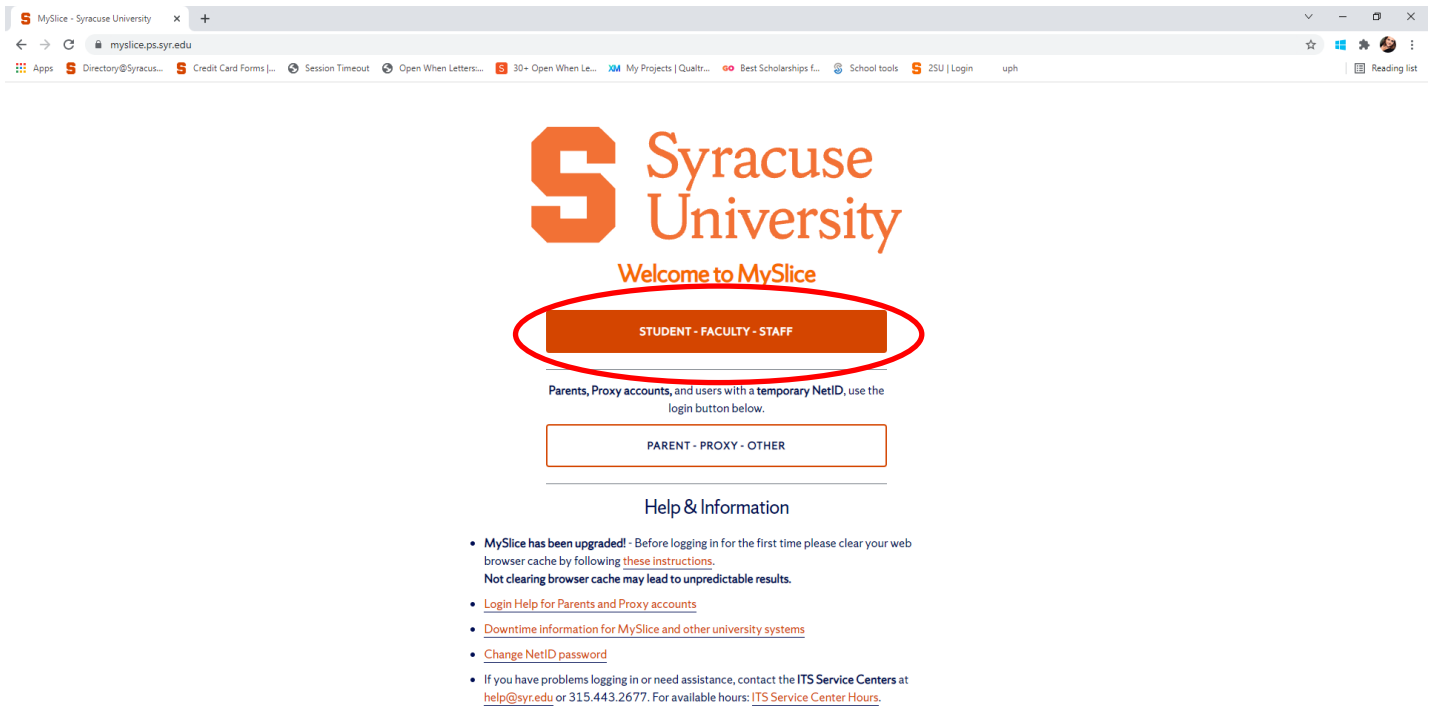 MySlice - Syracuse University
myslice.ps.syr.edu
Apps S Directory@Syracus... S Credit Card Forms |... Session Timeout Open When Letters:... S 30+ Open When Le... XM My Projects | Qualtr... GO Best Scholarships f... School tools S 2SU | Login uph Reading list
S Syracuse
University
Welcome to MySlice
STUDENT - FACULTY - STAFF
Parents, Proxy accounts, and users with a temporary NetID, use the
login button below.
PARENT - PROXY - OTHER
Help & Information
• MySlice has been upgraded! - Before logging in for the first time please clear your web
browser cache by following these instructions.
Not clearing browser cache may lead to unpredictable results.
• Login Help for Parents and Proxy accounts
• Downtime information for MySlice and other university systems
• Change NetID password
• If you have problems logging in or need assistance, contact the ITS Service Centers at
help@syr.edu or 315.443.2677. For available hours: ITS Service Center Hours.